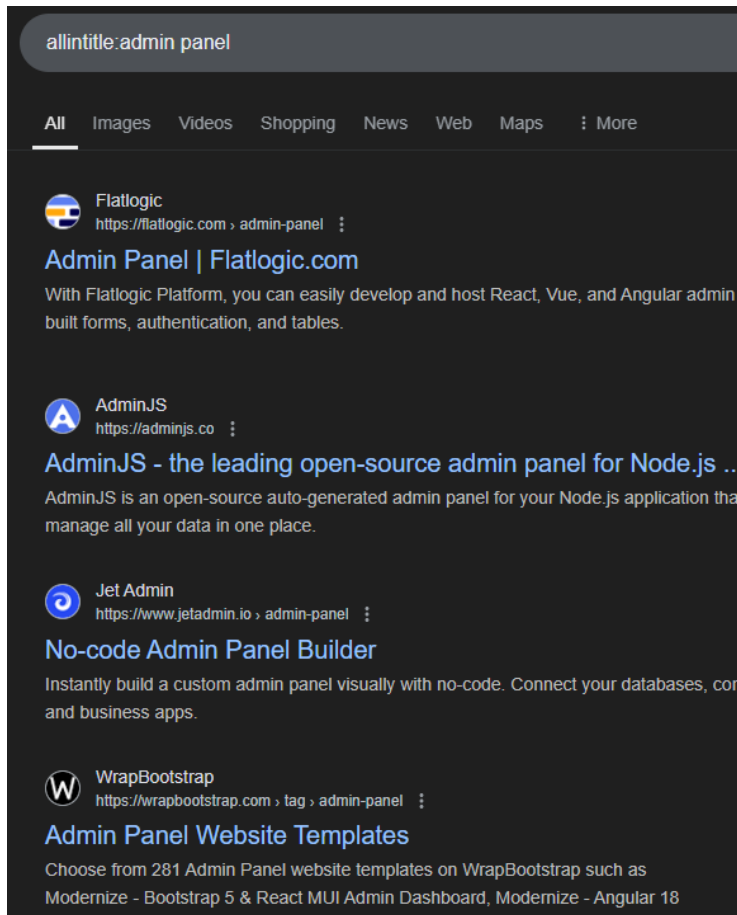 allintitle:admin panel
All Images Videos Shopping News Web Maps More
Flatlogic
https://flatlogic.com › admin-panel
Admin Panel | Flatlogic.com
With Flatlogic Platform, you can easily develop and host React, Vue, and Angular admin
built forms, authentication, and tables.
AdminJS
https://adminjs.co
AdminJS - the leading open-source admin panel for Node.js ...
AdminJS is an open-source auto-generated admin panel for your Node.js application tha
manage all your data in one place.
Jet Admin
https://www.jetadmin.io › admin-panel
No-code Admin Panel Builder
Instantly build a custom admin panel visually with no-code. Connect your databases, cor
and business apps.
W
WrapBootstrap
https://wrapbootstrap.com › tag › admin-panel
Admin Panel Website Templates
Choose from 281 Admin Panel website templates on WrapBootstrap such as
Modernize - Bootstrap 5 & React MUI Admin Dashboard, Modernize - Angular 18